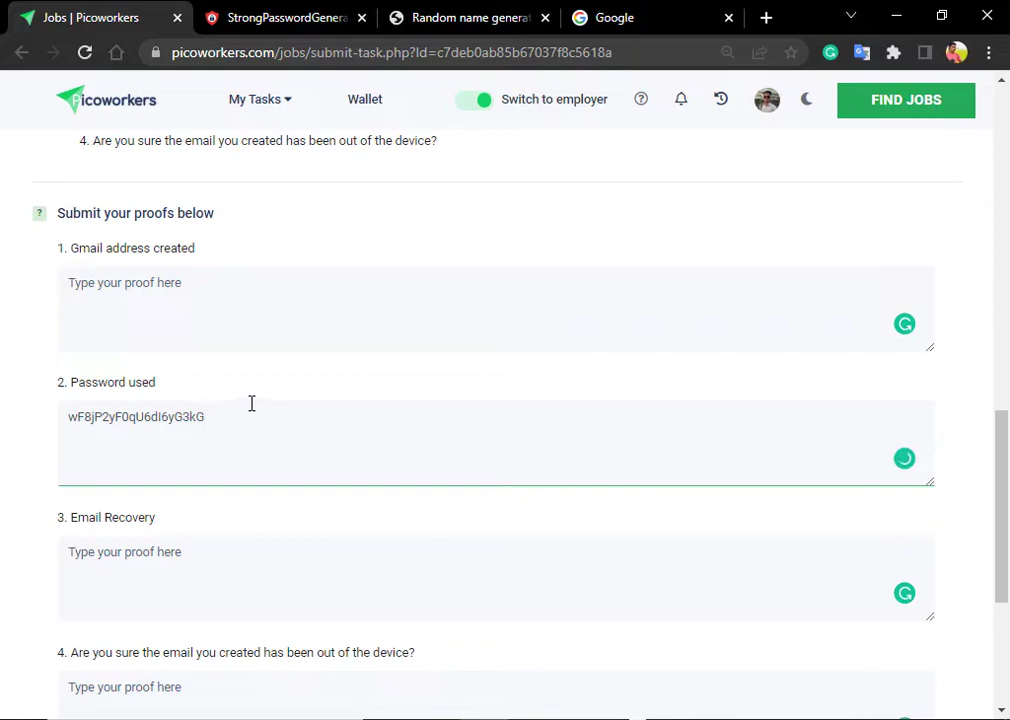 Jobs | Picoworkers
StrongPasswordGenera
Random name genera
Google
picoworkers.com/jobs/submit-task.php?Id=c7deb0ab85b67037f8c5618a
picoworkers
My Tasks
Wallet
Switch to employer
FIND JOBS
4. Are you sure the email you created has been out of the device?
? Submit your proofs below
1. Gmail address created
Type your proof here
2. Password used
wF8jP2yF0qU6dI6yG3kG
3. Email Recovery
Type your proof here
4. Are you sure the email you created has been out of the device?
Type your proof here